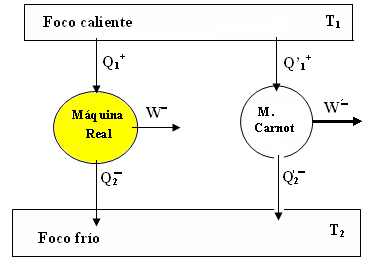 Foco caliente T₁
Q₁⁺ Q'₁⁺
Máquina
Real
W⁻
M.
Carnot
W'⁻
Q₂⁻ Q'₂⁻
Foco frío T₂